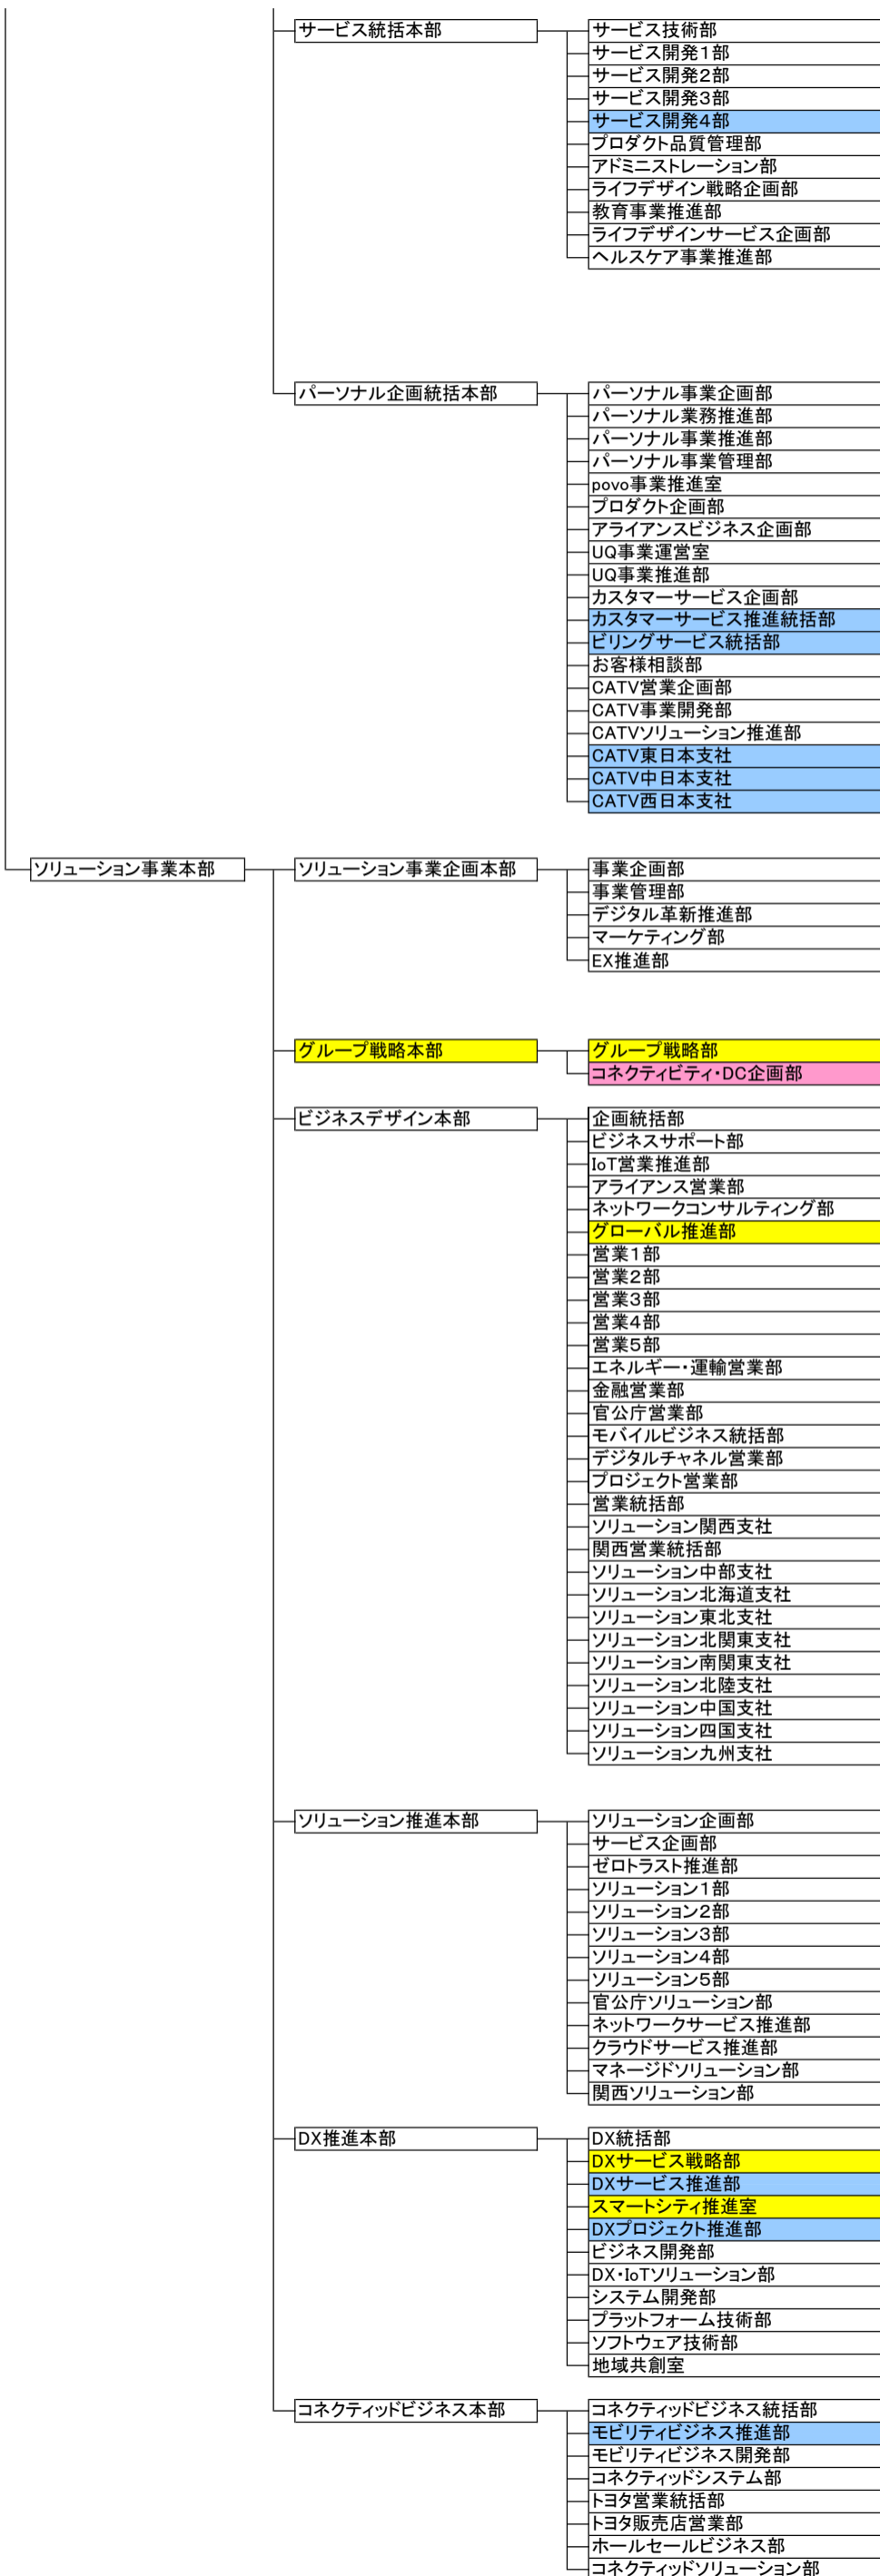 サービス統括本部
サービス技術部
サービス開発1部
サービス開発2部
サービス開発3部
サービス開発4部
プロダクト品質管理部
アドミニストレーション部
ライフデザイン戦略企画部
教育事業推進部
ライフデザインサービス企画部
ヘルスケア事業推進部
パーソナル企画統括本部
パーソナル事業企画部
パーソナル業務推進部
パーソナル事業推進部
パーソナル事業管理部
povo事業推進室
プロダクト企画部
アライアンスビジネス企画部
UQ事業運営室
UQ事業推進部
カスタマーサービス企画部
カスタマーサービス推進統括部
ビリングサービス統括部
お客様相談部
CATV営業企画部
CATV事業開発部
CATVソリューション推進部
CATV東日本支社
CATV中日本支社
CATV西日本支社
ソリューション事業本部
ソリューション事業企画本部
事業企画部
事業管理部
デジタル革新推進部
マーケティング部
EX推進部
グループ戦略本部
グループ戦略部
コネクティビティ・DC企画部
ビジネスデザイン本部
企画統括部
ビジネスサポート部
IoT営業推進部
アライアンス営業部
ネットワークコンサルティング部
グローバル推進部
営業1部
営業2部
営業3部
営業4部
営業5部
エネルギー・運輸営業部
金融営業部
官公庁営業部
モバイルビジネス統括部
デジタルチャネル営業部
プロジェクト営業部
営業統括部
ソリューション関西支社
関西営業統括部
ソリューション中部支社
ソリューション北海道支社
ソリューション東北支社
ソリューション北関東支社
ソリューション南関東支社
ソリューション北陸支社
ソリューション中国支社
ソリューション四国支社
ソリューション九州支社
ソリューション推進本部
ソリューション企画部
サービス企画部
ゼロトラスト推進部
ソリューション1部
ソリューション2部
ソリューション3部
ソリューション4部
ソリューション5部
官公庁ソリューション部
ネットワークサービス推進部
クラウドサービス推進部
マネージドソリューション部
関西ソリューション部
DX推進本部
DX統括部
DXサービス戦略部
DXサービス推進部
スマートシティ推進室
DXプロジェクト推進部
ビジネス開発部
DX・IoTソリューション部
システム開発部
プラットフォーム技術部
ソフトウェア技術部
地域共創室
コネクティッドビジネス本部
コネクティッドビジネス統括部
モビリティビジネス推進部
モビリティビジネス開発部
コネクティッドシステム部
トヨタ営業統括部
トヨタ販売店営業部
ホールセールビジネス部
コネクティッドソリューション部